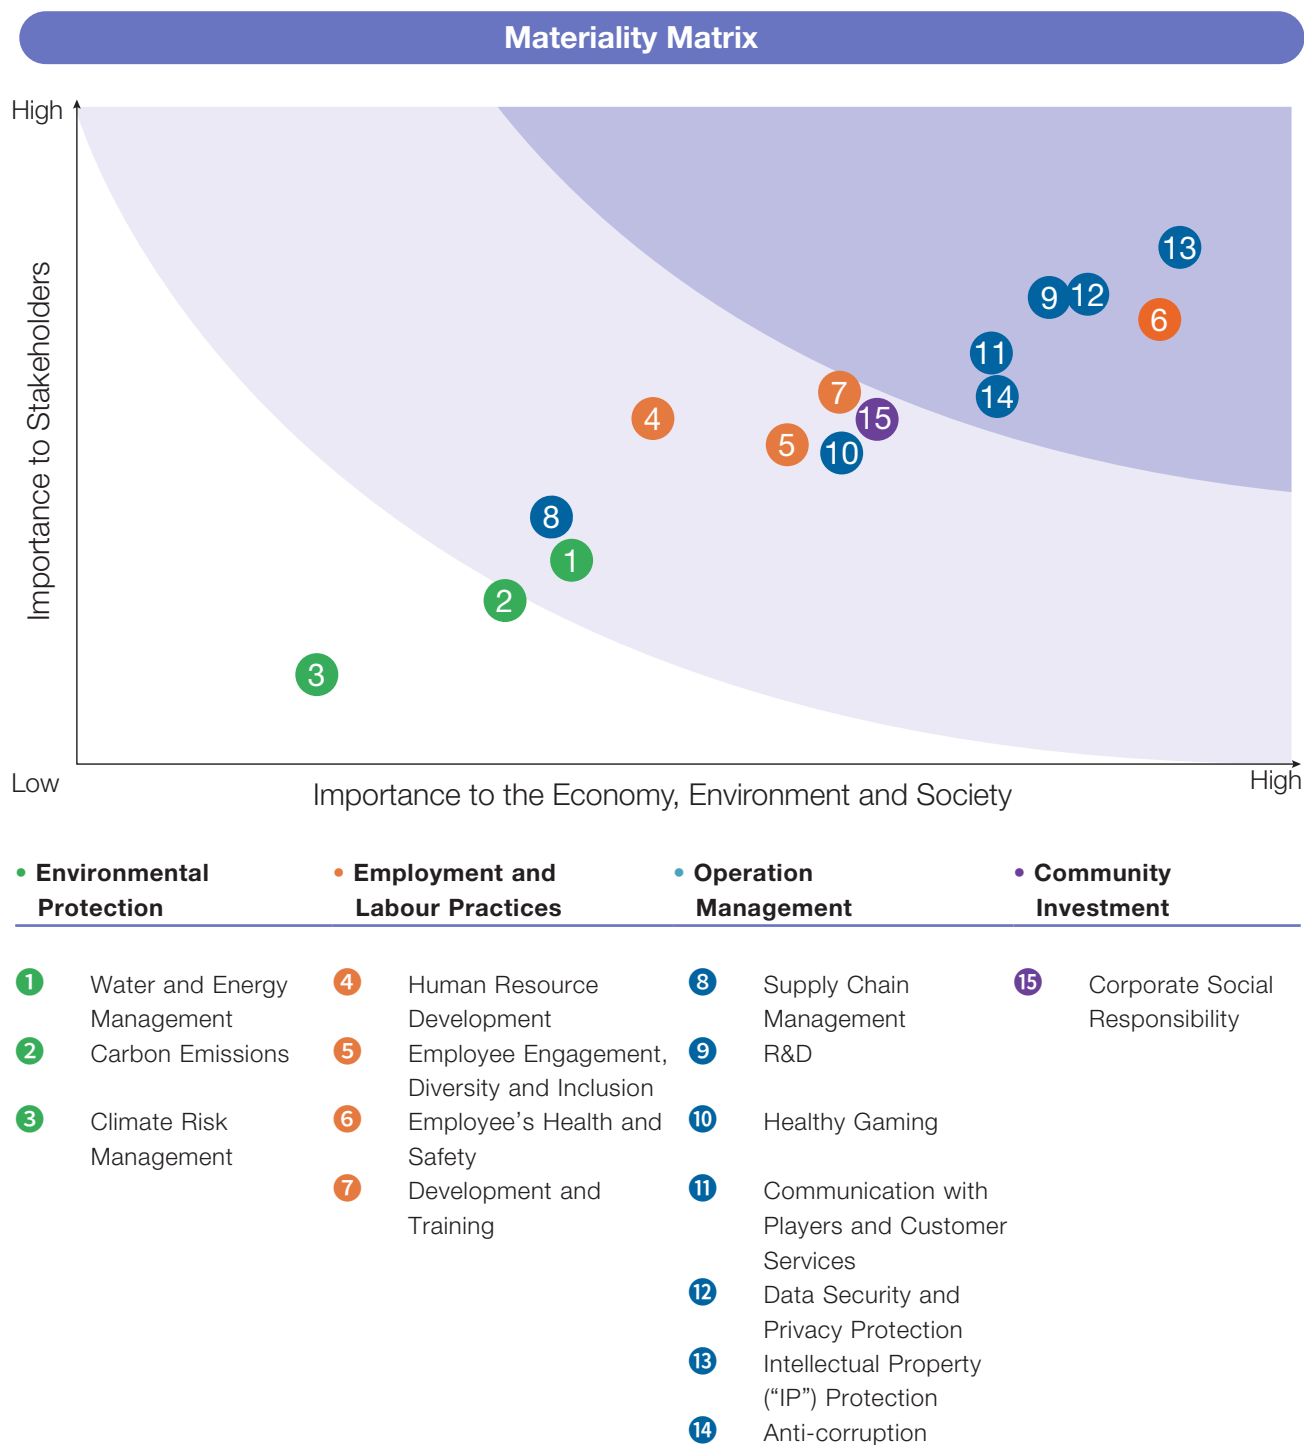 Materiality Matrix
High
Importance to Stakeholders
13
9
12
6
11
14
7
4
15
5
10
8
1
2
3
Low
High
Importance to the Economy, Environment and Society
• Environmental
Protection
• Employment and
Labour Practices
• Operation
Management
• Community
Investment
1 Water and Energy
Management
2 Carbon Emissions
3 Climate Risk
Management
4 Human Resource
Development
5 Employee Engagement,
Diversity and Inclusion
6 Employee’s Health and
Safety
7 Development and
Training
8 Supply Chain
Management
9 R&D
10 Healthy Gaming
11 Communication with
Players and Customer
Services
12 Data Security and
Privacy Protection
13 Intellectual Property
(“IP”) Protection
14 Anti-corruption
15 Corporate Social
Responsibility